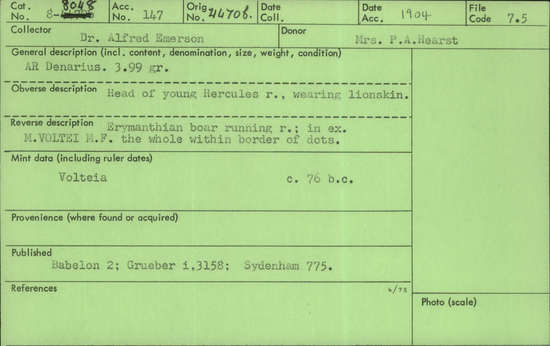 Cat. No. 8-8048 Acc. No. 147 Orig No. 44708. Date Coll. Date Acc. 1904 File Code 7.5
Collector Dr. Alfred Emerson Donor Mrs. P.A.Hearst
General description (incl. content, denomination, size, weight, condition)
AR Denarius. 3.99 gr.
Obverse description Head of young Hercules r., wearing lionskin.
Reverse description Erymanthian boar running r.; in ex.
M.VOLTEI M.F. the whole within border of dots.
Mint data (including ruler dates)
Volteia c. 76 b.c.
Provenience (where found or acquired)
Published
Babelon 2; Grueber i,3158; Sydenham 775.
References 4/75
Photo (scale)